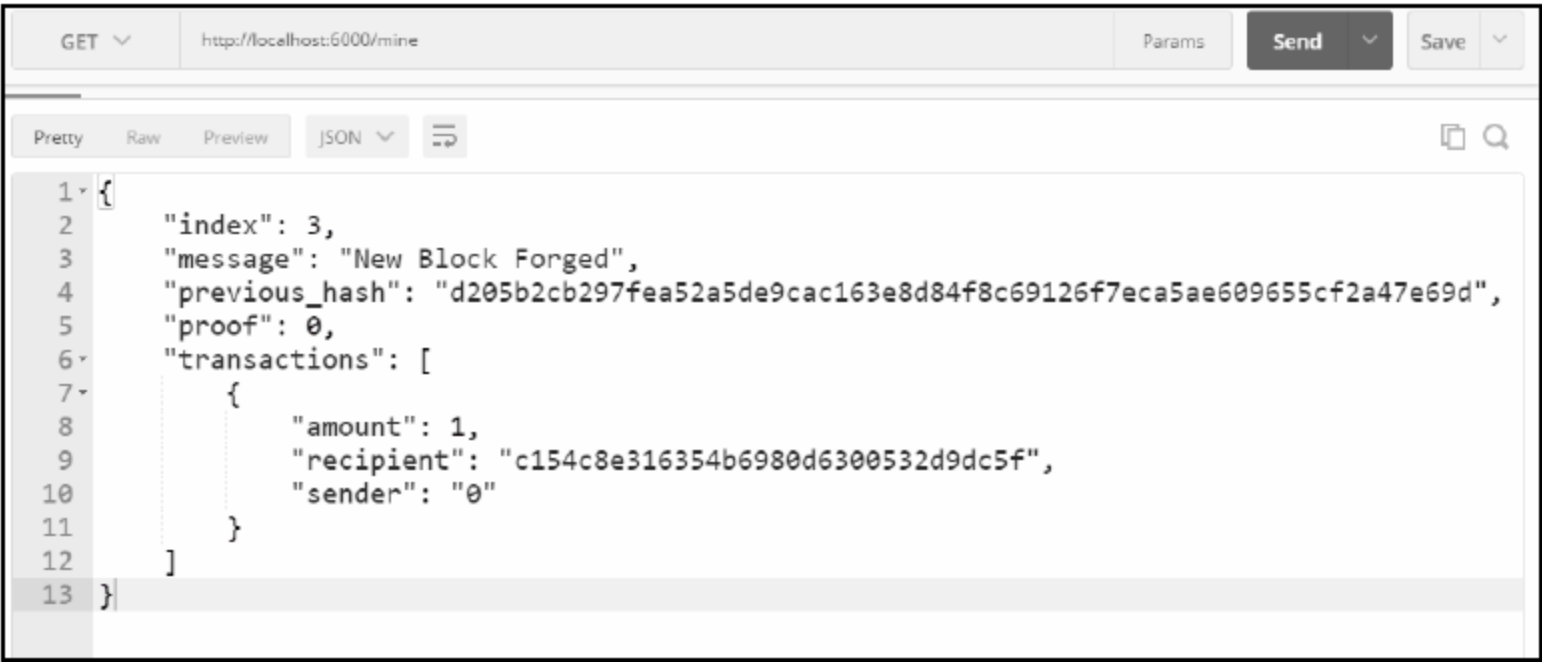 GET http://localhost:6000/mine Params Send Save
Pretty Raw Preview JSON
1 {
2 "index": 3,
3 "message": "New Block Forged",
4 "previous_hash": "d205b2cb297fea52a5de9cac163e8d84f8c69126f7eca5ae609655cf2a47e69d",
5 "proof": 0,
6 "transactions": [
7 {
8 "amount": 1,
9 "recipient": "c154c8e316354b6980d6300532d9dc5f",
10 "sender": "0"
11 }
12 ]
13 }